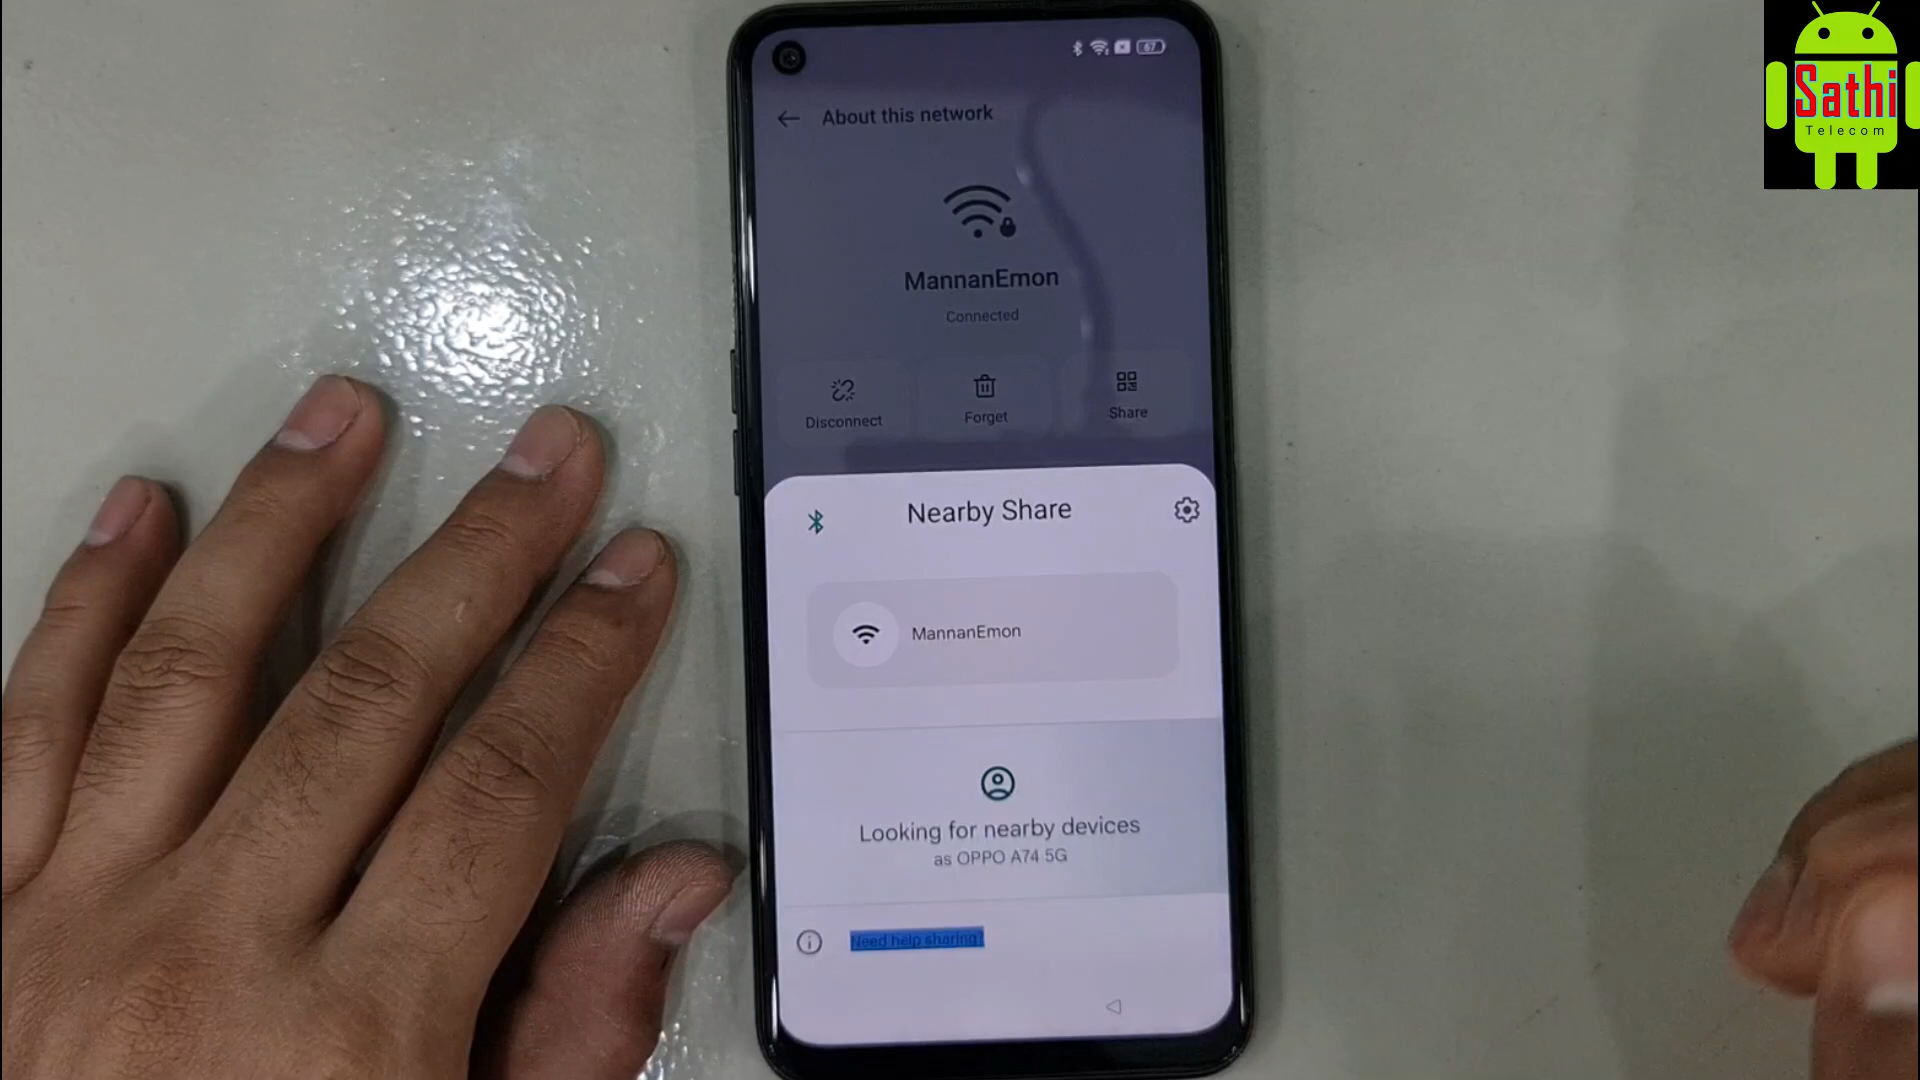 67
About this network
MannanEmon
Connected
Disconnect
Forget
Share
Nearby Share
MannanEmon
Looking for nearby devices
as OPPO A74 5G
Need help sharing?
Sathi
Telecom